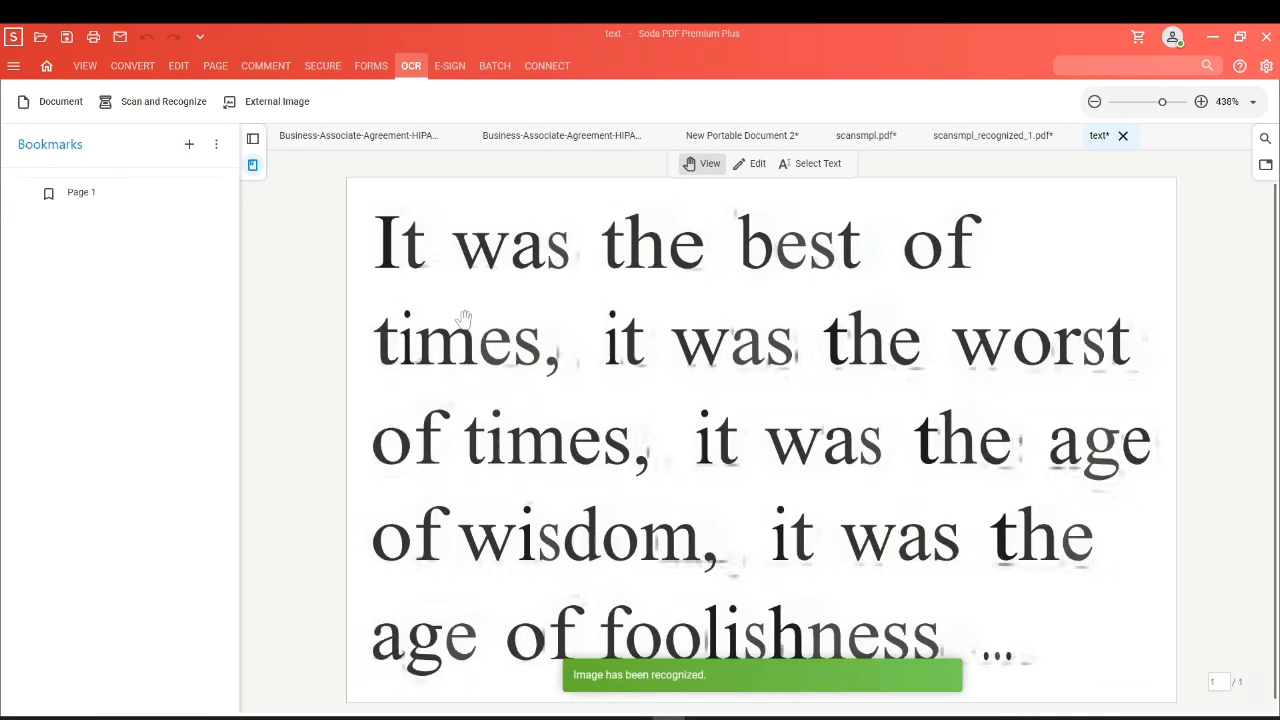 S text - Soda PDF Premium Plus
VIEW CONVERT EDIT PAGE COMMENT SECURE FORMS OCR E-SIGN BATCH CONNECT
Document Scan and Recognize External Image 438%
Bookmarks
Business-Associate-Agreement-HIPA... Business-Associate-Agreement-HIPA... New Portable Document 2* scansmpl.pdf* scansmpl_recognized_1.pdf* text*
View Edit Select Text
Page 1
It was the best of
times, it was the worst
of times, it was the age
of wisdom, it was the
age of foolishness ...
Image has been recognized.
1 / 1